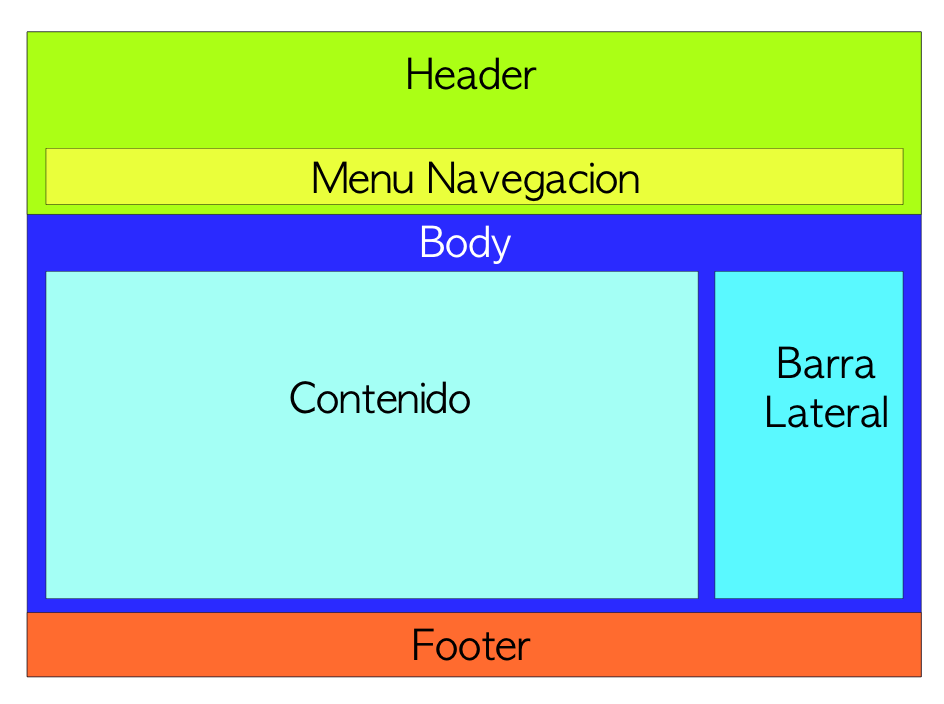 Header
Menu Navegacion
Body
Contenido
Barra
Lateral
Footer